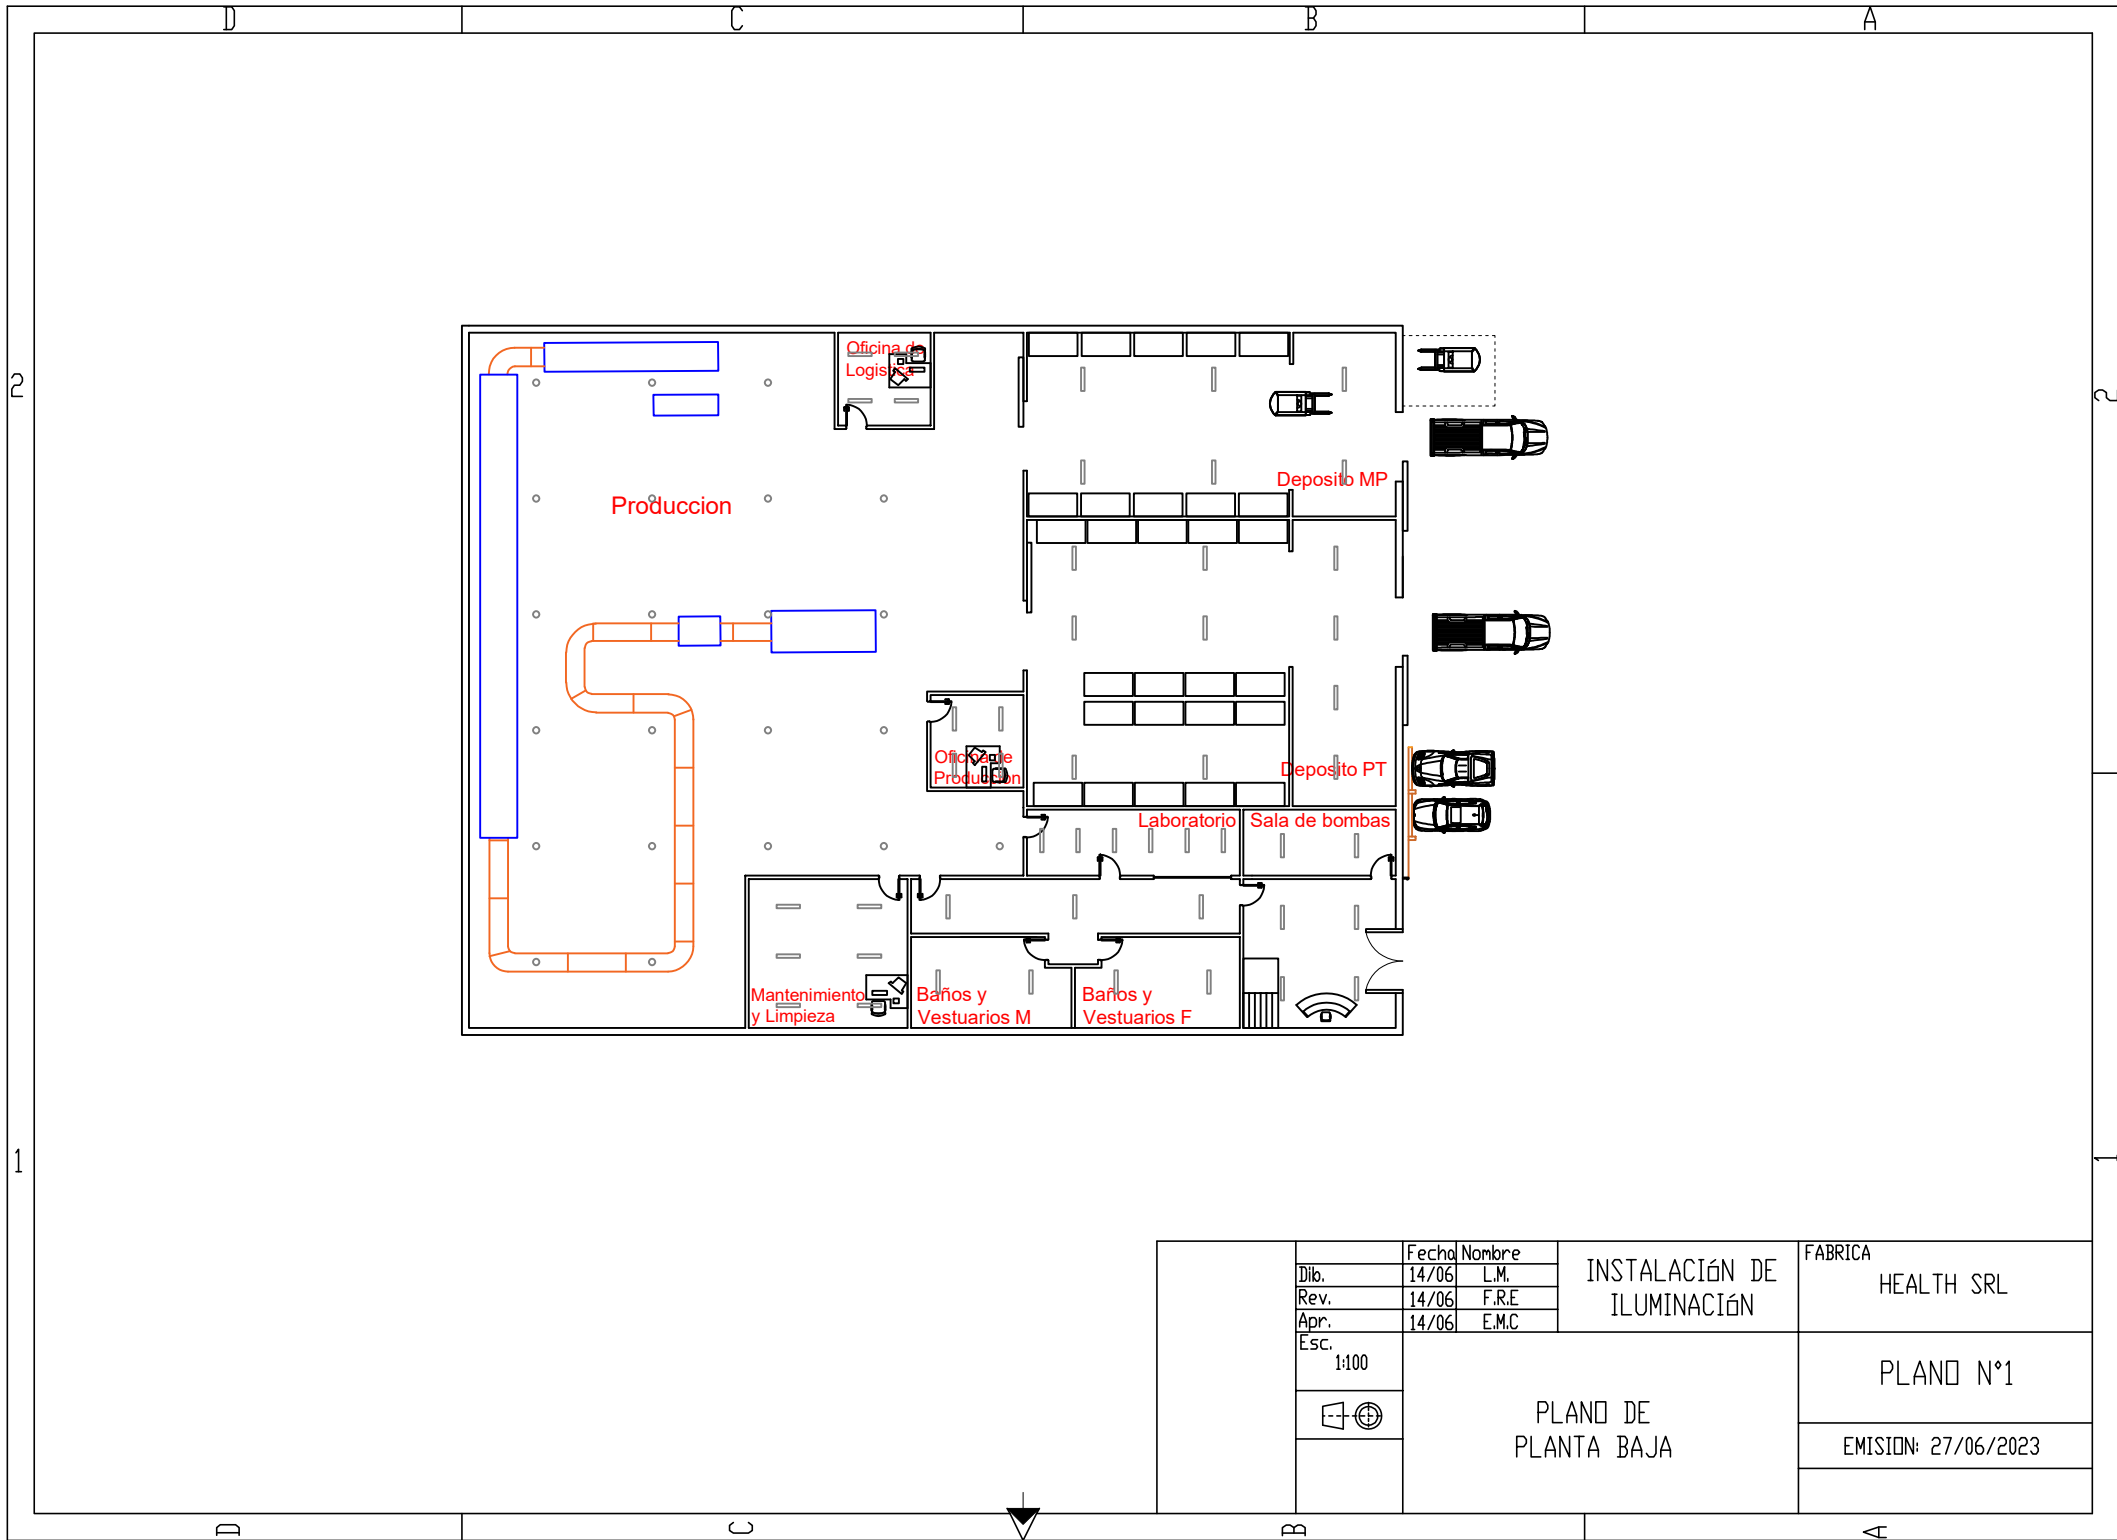 D C B A
2 2
Oficina de
Logistica
Produccion
Deposito MP
Oficina de
Produccion
Deposito PT
Laboratorio Sala de bombas
Mantenimiento
y Limpieza
Baños y
Vestuarios M
Baños y
Vestuarios F
1 1
Fecha Nombre
Dib. 14/06 L.M.
Rev. 14/06 F.R.E
Apr. 14/06 E.M.C
INSTALACIóN DE
ILUMINACIóN
FABRICA
HEALTH SRL
Esc.
1:100
PLANO DE
PLANTA BAJA
PLANO N°1
EMISION: 27/06/2023
D C B A